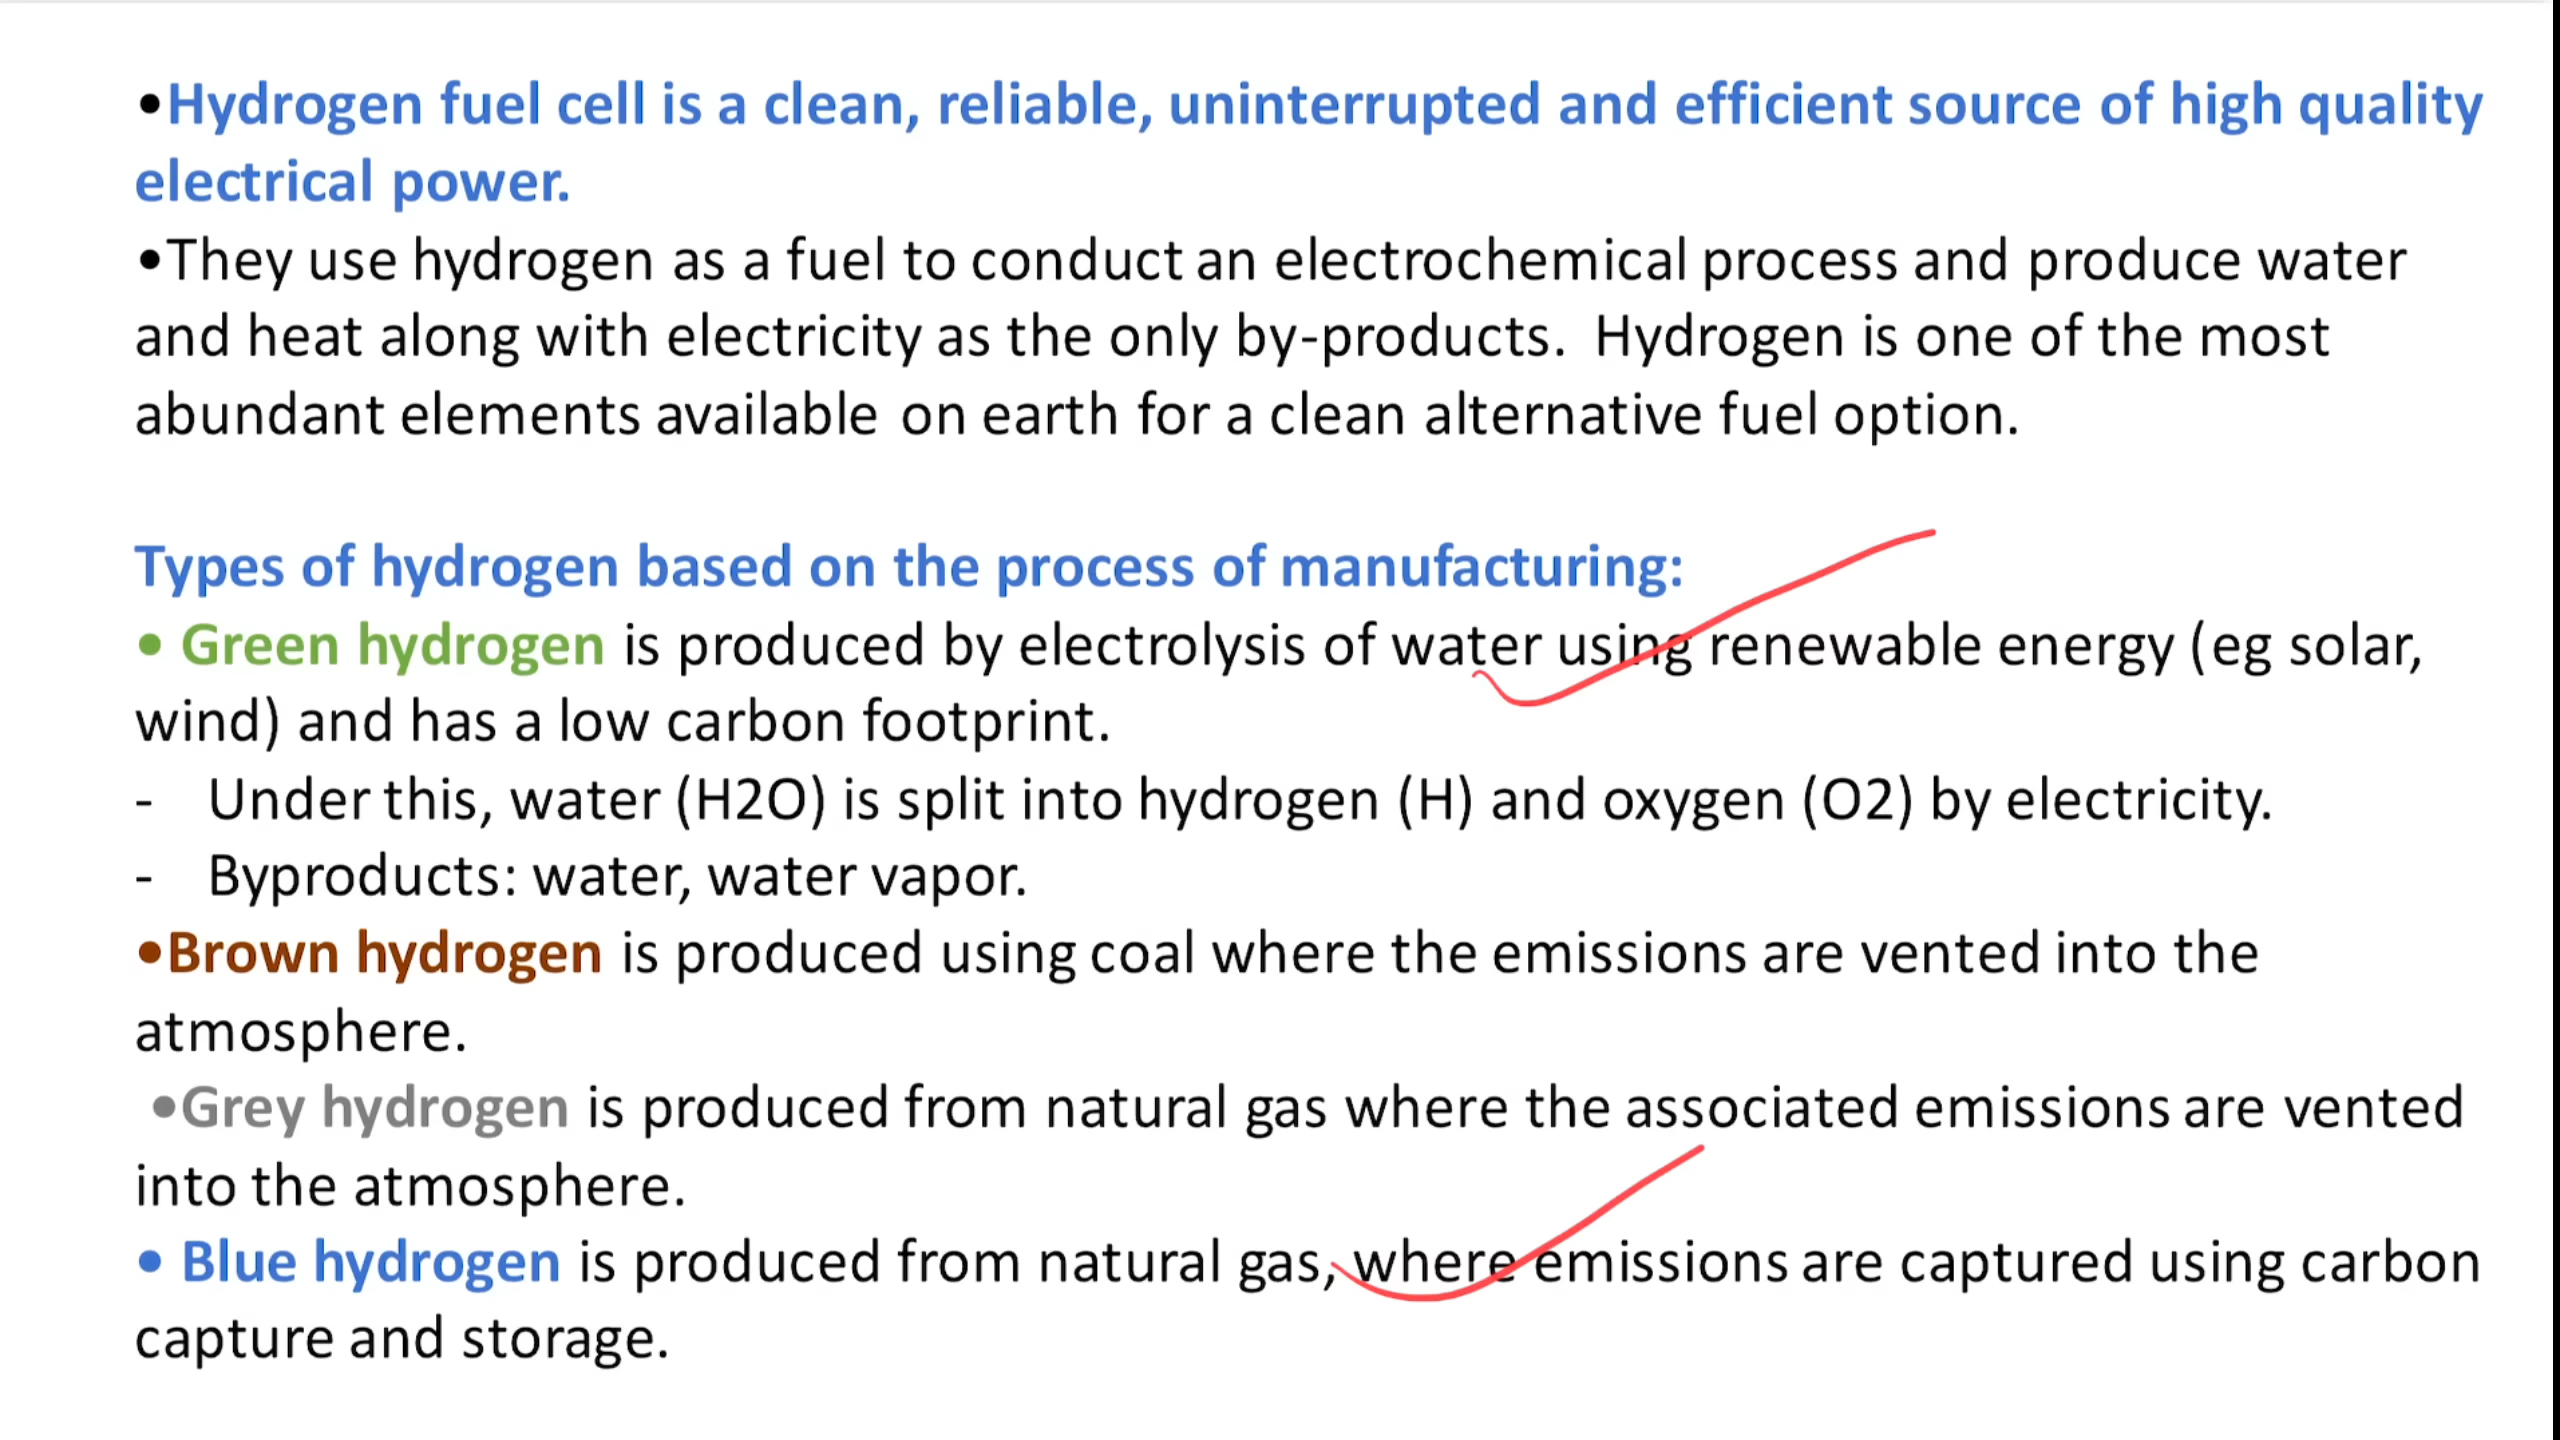 •Hydrogen fuel cell is a clean, reliable, uninterrupted and efficient source of high quality
electrical power.
•They use hydrogen as a fuel to conduct an electrochemical process and produce water
and heat along with electricity as the only by-products. Hydrogen is one of the most
abundant elements available on earth for a clean alternative fuel option.
Types of hydrogen based on the process of manufacturing:
• Green hydrogen is produced by electrolysis of water using renewable energy (eg solar,
wind) and has a low carbon footprint.
- Under this, water (H2O) is split into hydrogen (H) and oxygen (O2) by electricity.
- Byproducts: water, water vapor.
•Brown hydrogen is produced using coal where the emissions are vented into the
atmosphere.
•Grey hydrogen is produced from natural gas where the associated emissions are vented
into the atmosphere.
• Blue hydrogen is produced from natural gas, where emissions are captured using carbon
capture and storage.